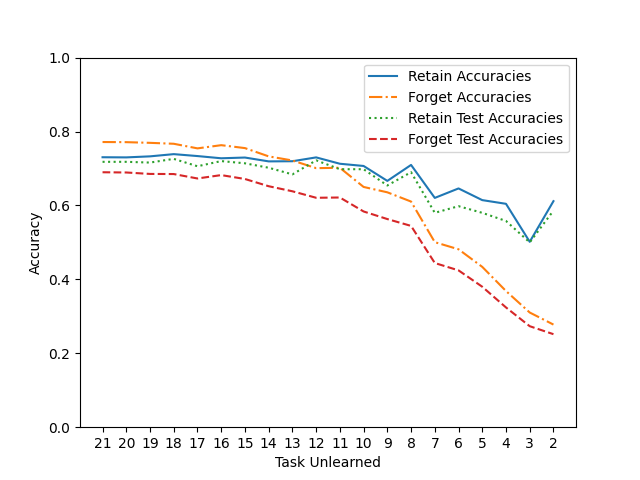 1.0
0.8
0.6
0.4
0.2
0.0
Accuracy
Retain Accuracies
Forget Accuracies
Retain Test Accuracies
Forget Test Accuracies
21 20 19 18 17 16 15 14 13 12 11 10 9 8 7 6 5 4 3 2
Task Unlearned